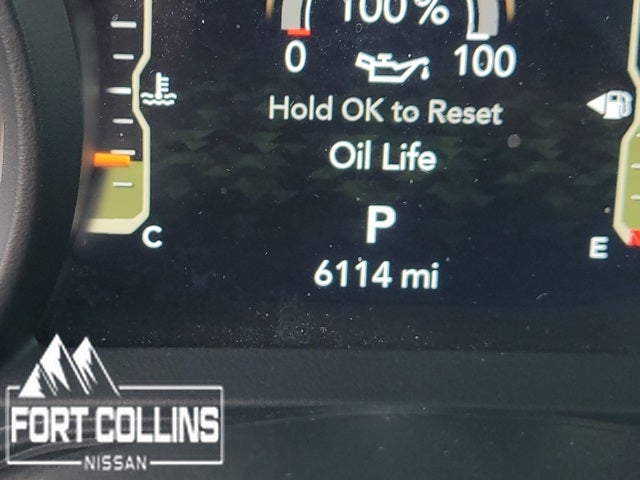 100%
0 100
Hold OK to Reset
Oil Life
P
C E
6114 mi
FORT COLLINS
NISSAN